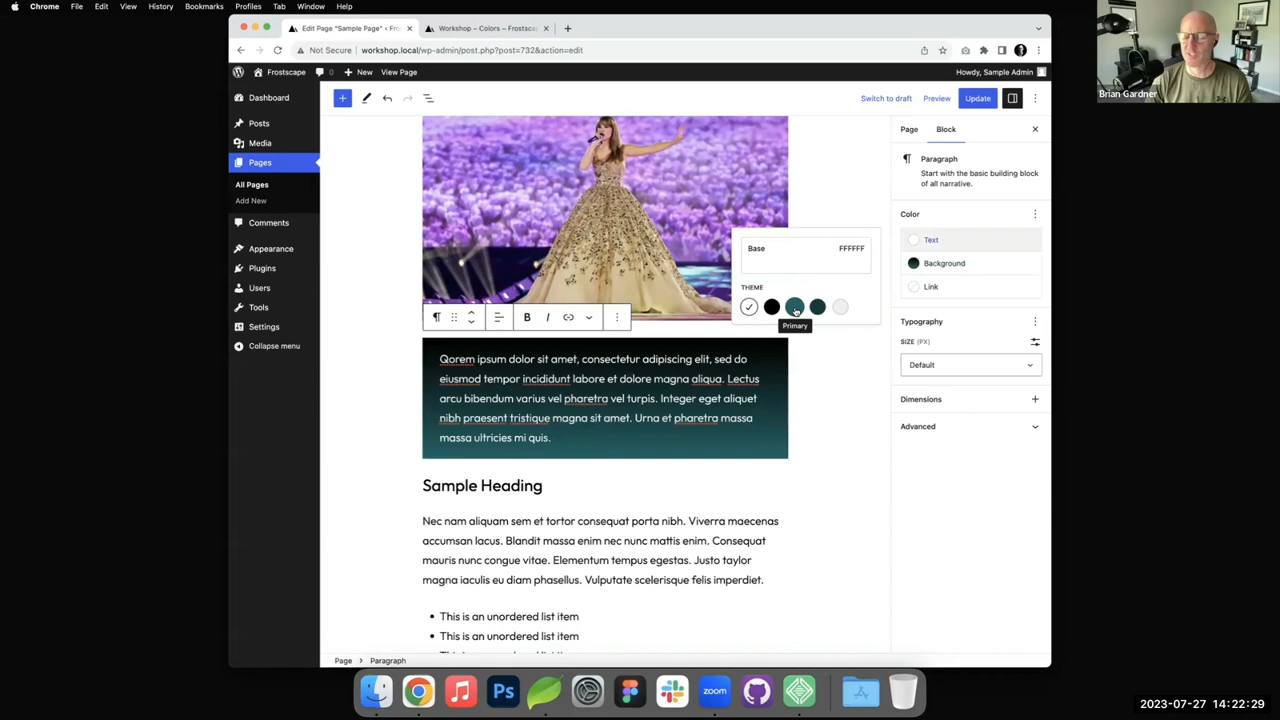 Chrome File Edit View History Bookmarks Profiles Tab Window Help
Edit Page "Sample Page" ‹ Fro
Workshop – Colors – Frostscape
Not Secure workshop.local/wp-admin/post.php?post=732&action=edit
Brian Gardner
Frostscape 0 New View Page
Howdy, Sample Admin
Dashboard
Posts
Media
Pages
All Pages
Add New
Comments
Appearance
Plugins
Users
Tools
Settings
Collapse menu
Switch to draft Preview Update
Page Block
Paragraph
Start with the basic building block
of all narrative.
Color
Text
Background
Link
Typography
SIZE (PX)
Default
Dimensions
Advanced
Base FFFFFF
THEME
Primary
B I
Qorem ipsum dolor sit amet, consectetur adipiscing elit, sed do
eiusmod tempor incididunt labore et dolore magna aliqua. Lectus
arcu bibendum varius vel pharetra vel turpis. Integer eget aliquet
nibh praesent tristique magna sit amet. Urna et pharetra massa
massa ultricies mi quis.
Sample Heading
Nec nam aliquam sem et tortor consequat porta nibh. Viverra maecenas
accumsan lacus. Blandit massa enim nec nunc mattis enim. Consequat
mauris nunc congue vitae. Elementum tempus egestas. Justo taylor
magna iaculis eu diam phasellus. Vulputate scelerisque felis imperdiet.
• This is an unordered list item
• This is an unordered list item
Page › Paragraph
Ps
zoom
2023-07-27 14:22:29